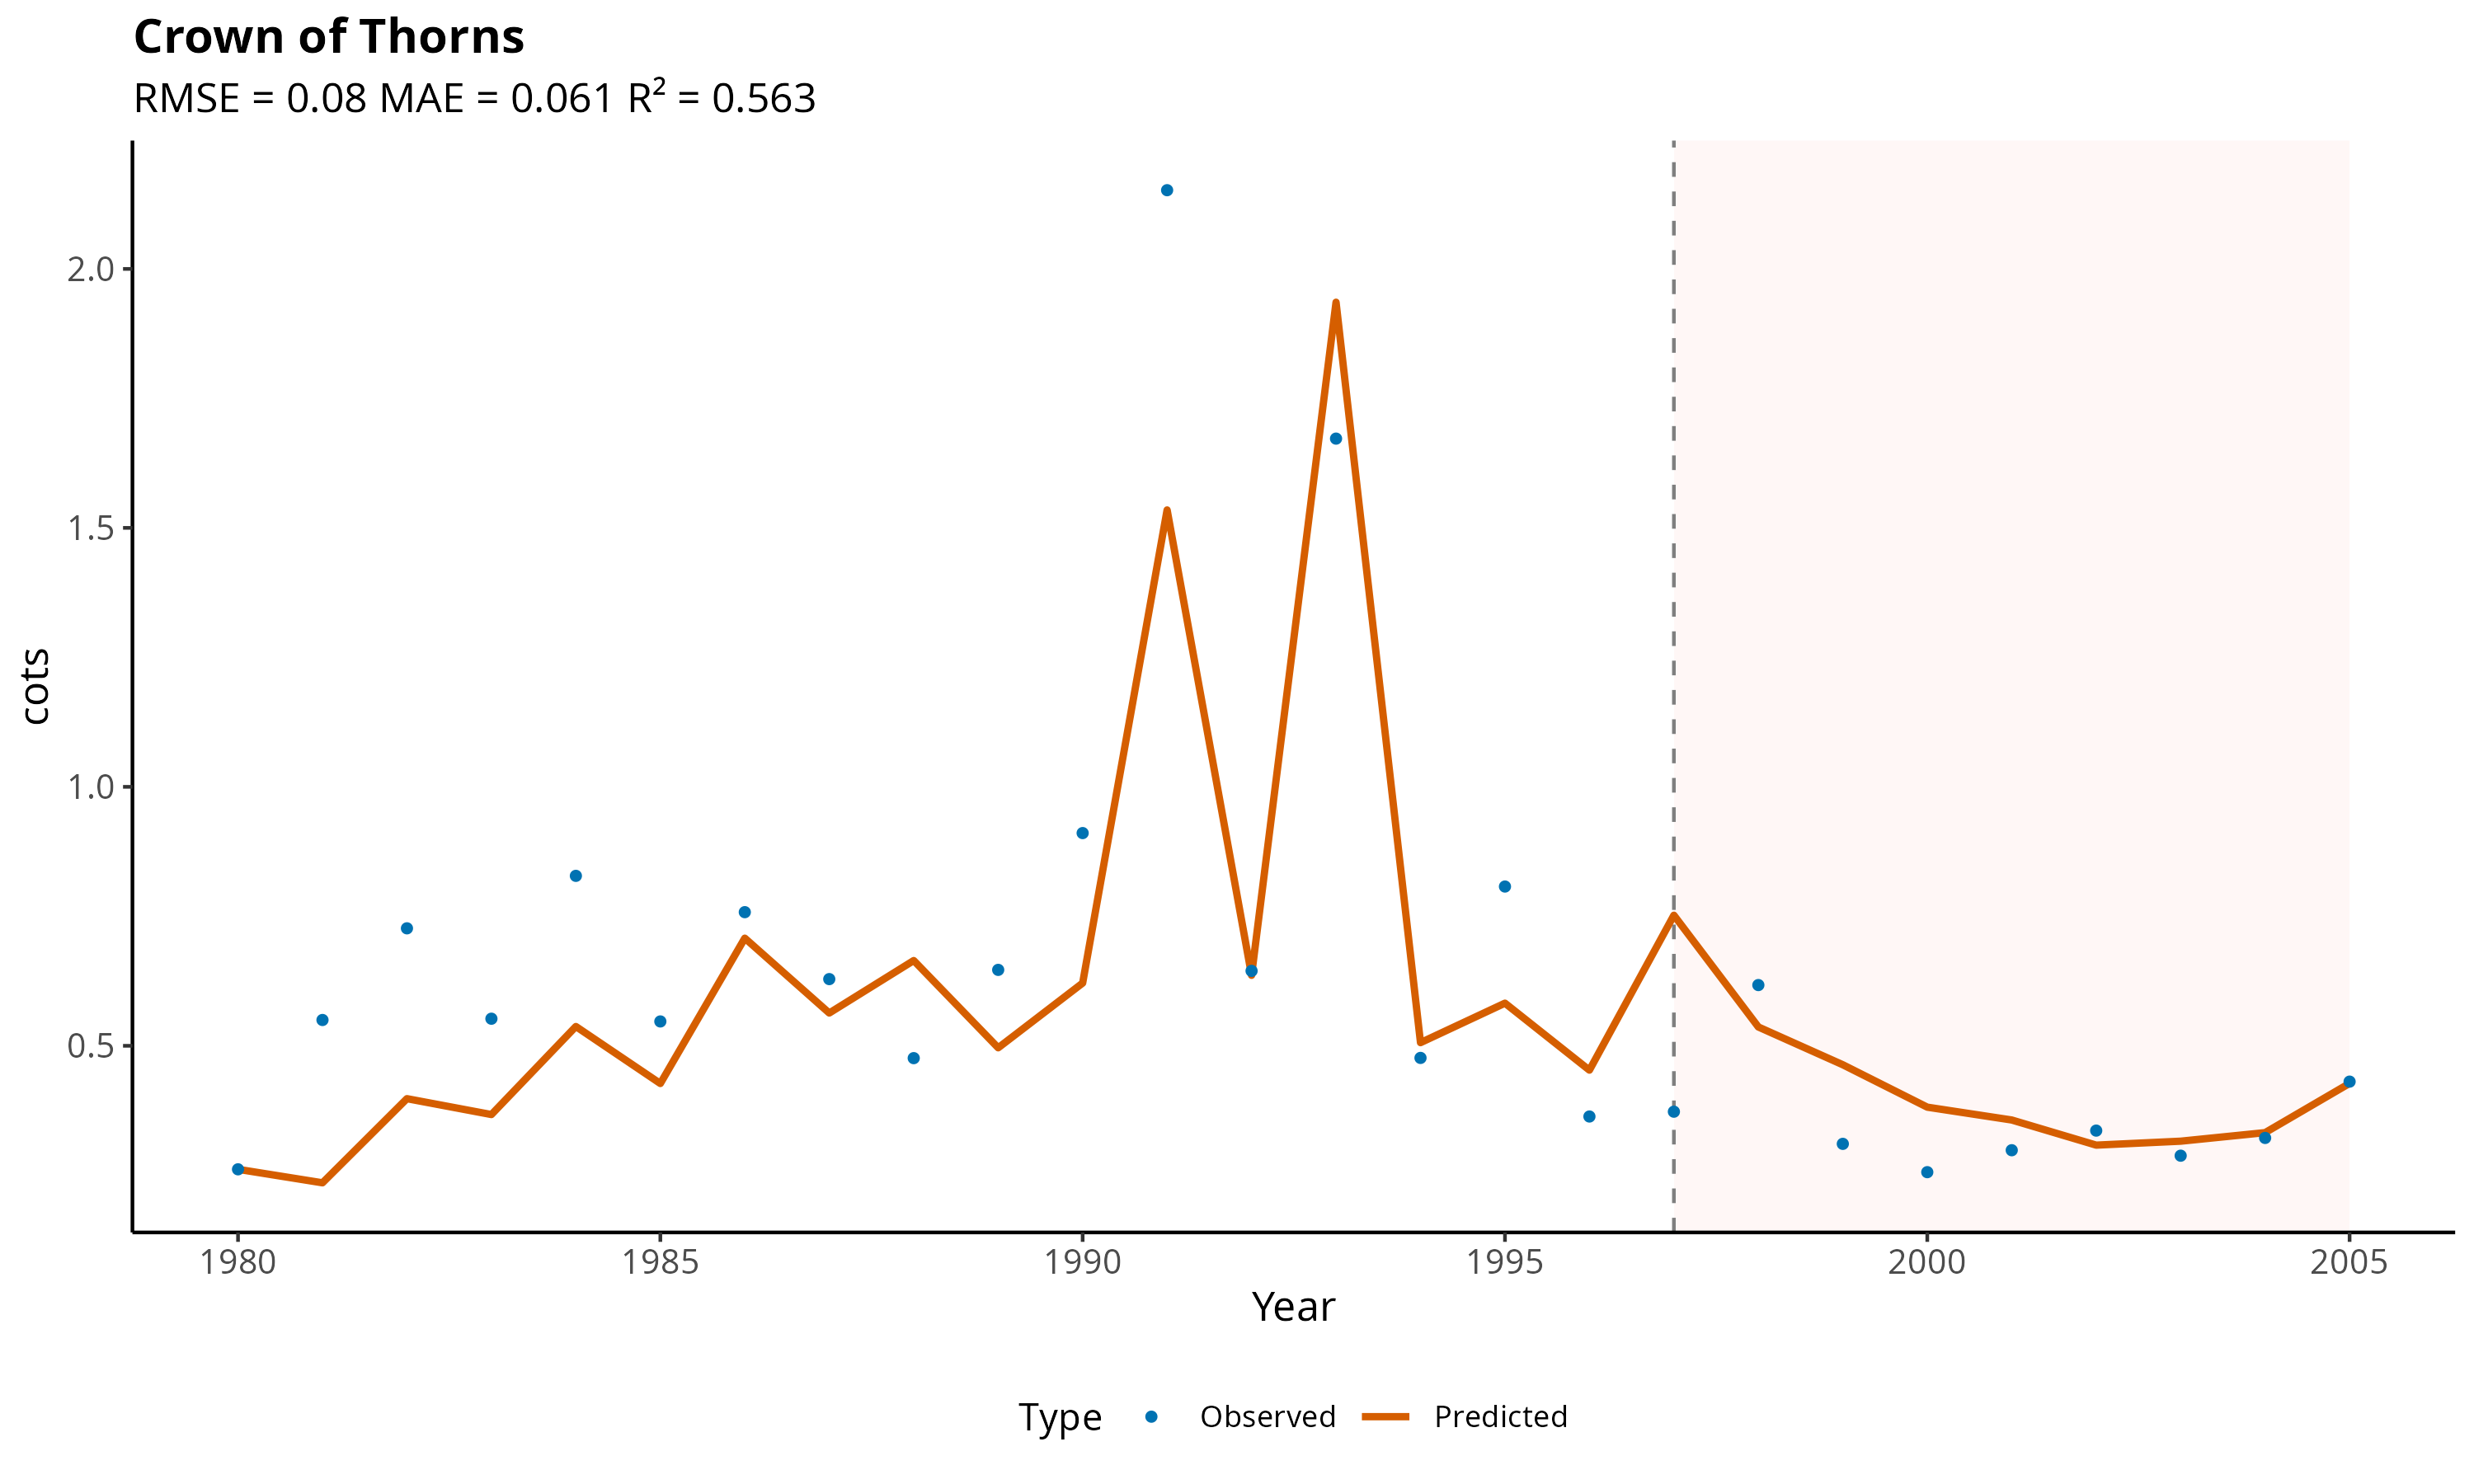 Crown of Thorns
RMSE = 0.08 MAE = 0.061 R² = 0.563
cots
2.0
1.5
1.0
0.5
1980 1985 1990 1995 2000 2005
Year
Type Observed Predicted